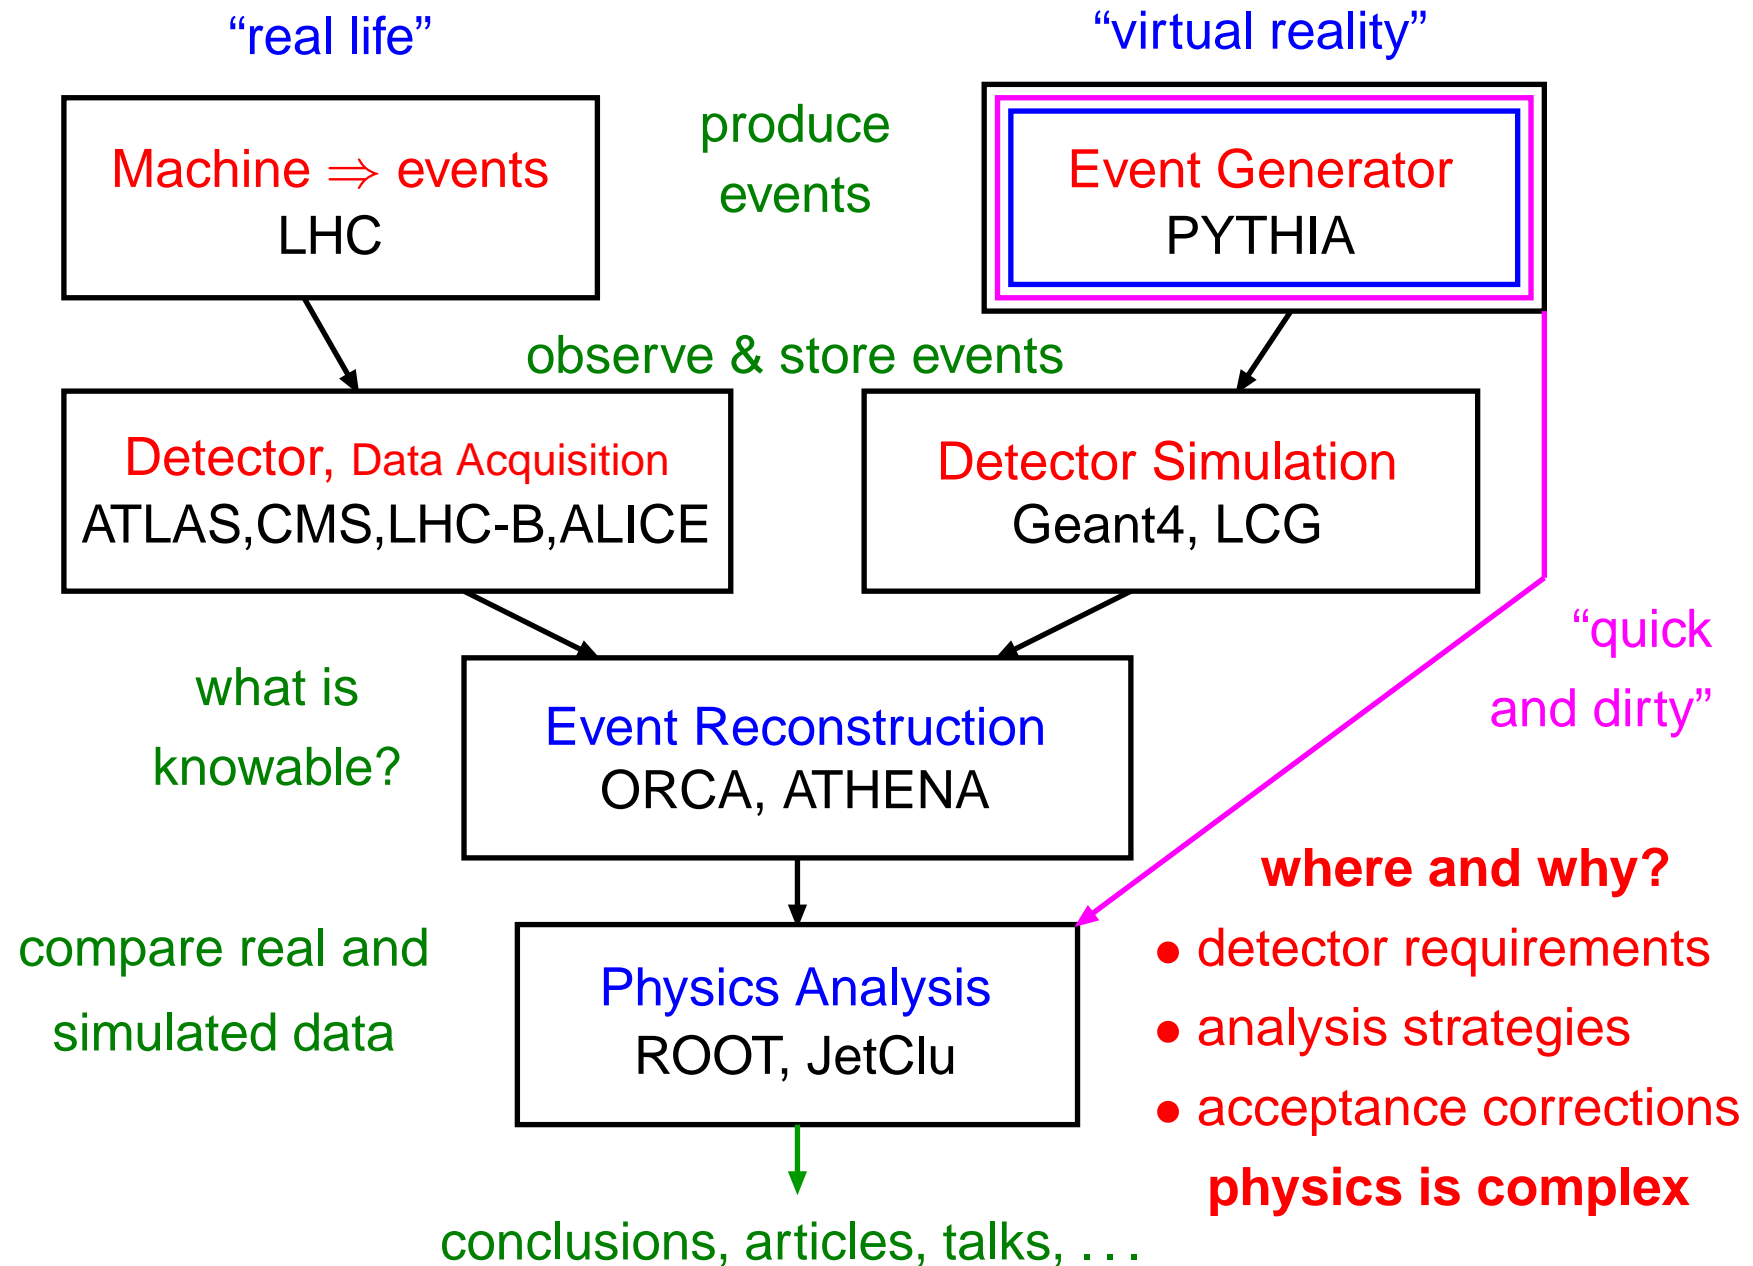 “real life”
“virtual reality”
Machine ⇒ events
LHC
produce
events
Event Generator
PYTHIA
observe & store events
Detector, Data Acquisition
ATLAS,CMS,LHC-B,ALICE
Detector Simulation
Geant4, LCG
“quick
and dirty”
what is
knowable?
Event Reconstruction
ORCA, ATHENA
compare real and
simulated data
Physics Analysis
ROOT, JetClu
where and why?
• detector requirements
• analysis strategies
• acceptance corrections
physics is complex
conclusions, articles, talks, . . .